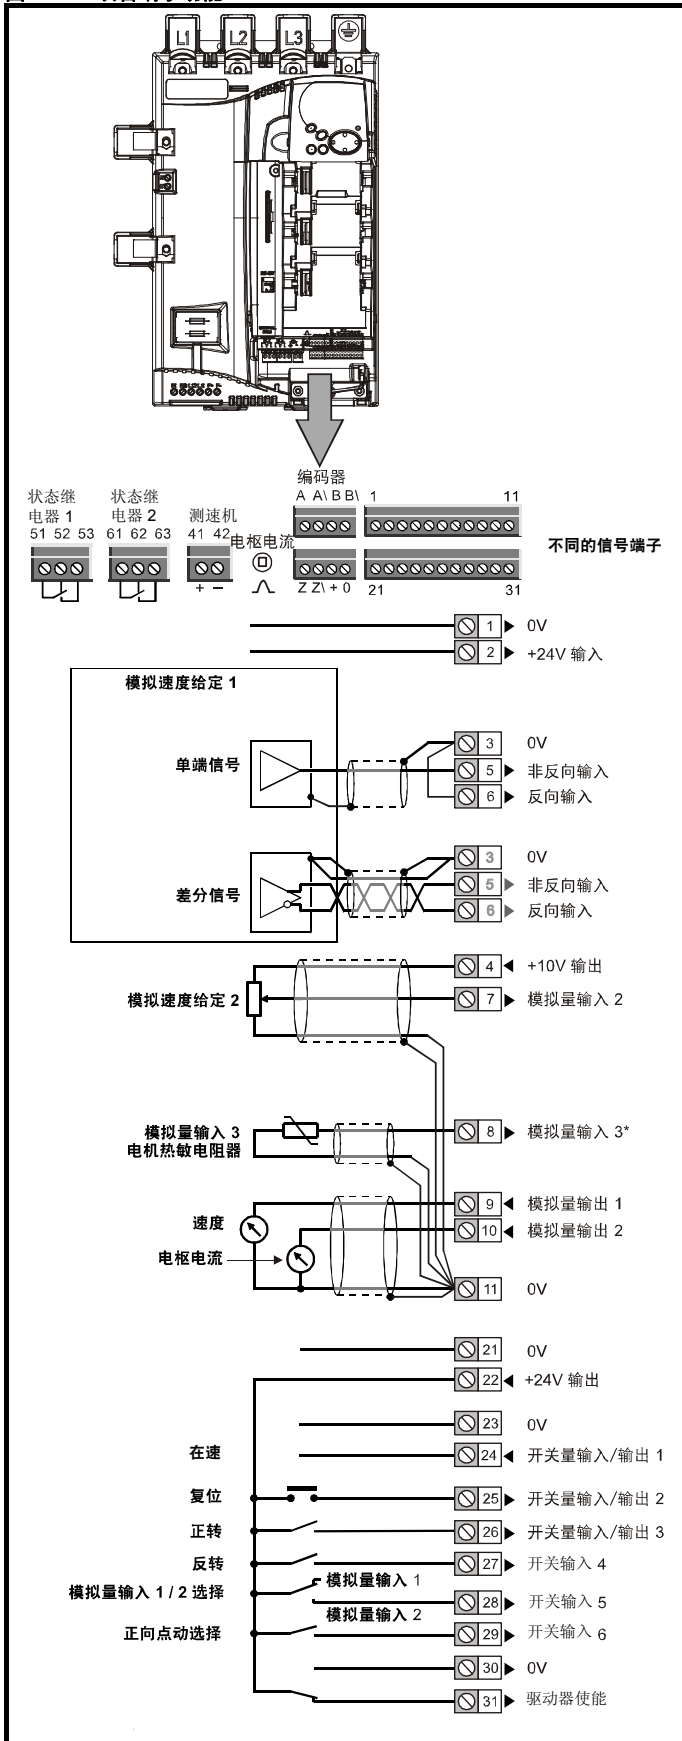 L1 L2 L3
编码器
状态继 状态继 A A\ B B\ 1 11
电器 1 电器 2 测速机
51 52 53 61 62 63 41 42 电枢电流
不同的信号端子
+ − Z Z\ + 0 21 31
1 0V
2 +24V 输入
模拟速度给定 1
3 0V
单端信号 5 非反向输入
6 反向输入
3 0V
差分信号 5 非反向输入
6 反向输入
4 +10V 输出
模拟速度给定 2 7 模拟量输入 2
模拟量输入 3 8 模拟量输入 3*
电机热敏电阻器
9 模拟量输出 1
速度
10 模拟量输出 2
电枢电流
11 0V
21 0V
22 +24V 输出
23 0V
在速 24 开关量输入/输出 1
复位 25 开关量输入/输出 2
正转 26 开关量输入/输出 3
反转 27 开关输入 4
模拟量输入 1 / 2 选择 模拟量输入 1
28 开关输入 5
模拟量输入 2
正向点动选择 29 开关输入 6
30 0V
31 驱动器使能